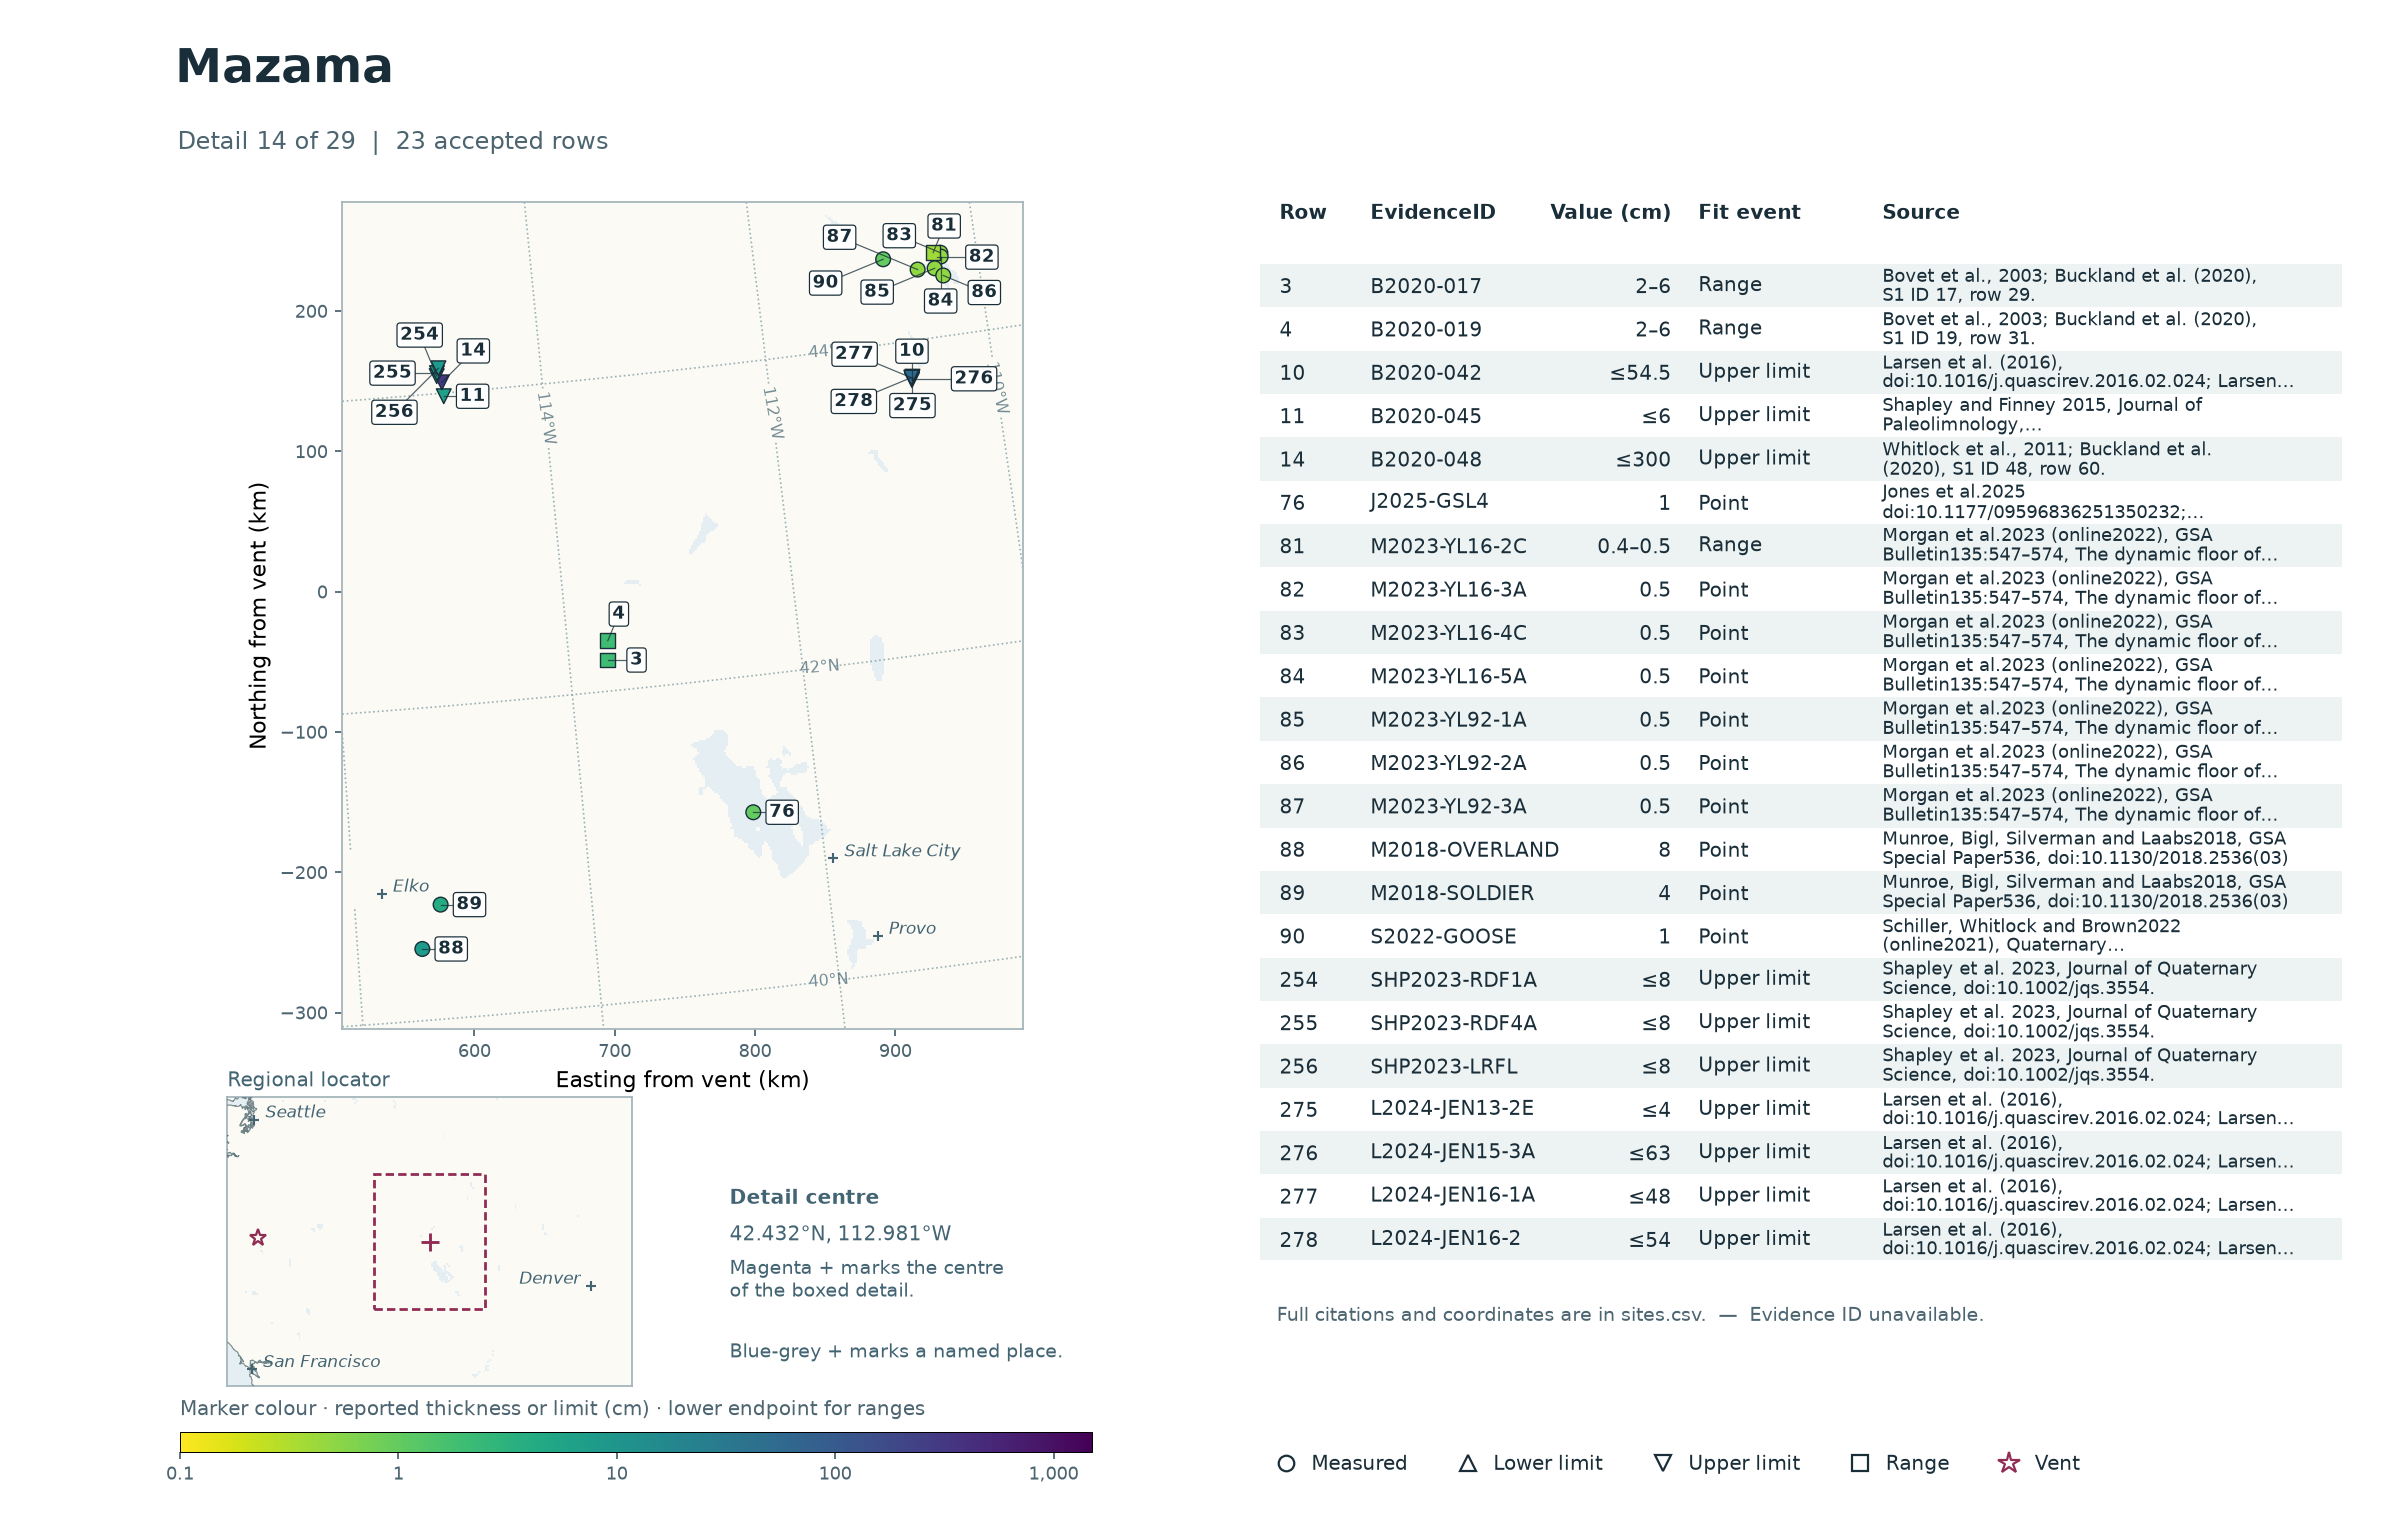 Mazama
Detail 14 of 29 | 23 accepted rows
87
83
81
82
90
85
84
86
254
14
255
11
256
44°
277
10
276
278
275
110°W
114°W
112°W
4
3
42°N
76
Salt Lake City
Elko
89
88
Provo
40°N
200
100
0
−100
−200
−300
Northing from vent (km)
600
700
800
900
Easting from vent (km)
Regional locator
Seattle
Denver
San Francisco
Detail centre
42.432°N, 112.981°W
Magenta + marks the centre
of the boxed detail.
Blue-grey + marks a named place.
Marker colour · reported thickness or limit (cm) · lower endpoint for ranges
0.1
1
10
100
1,000
Row EvidenceID Value (cm) Fit event Source
3 B2020-017 2–6 Range Bovet et al., 2003; Buckland et al. (2020),
S1 ID 17, row 29.
4 B2020-019 2–6 Range Bovet et al., 2003; Buckland et al. (2020),
S1 ID 19, row 31.
10 B2020-042 ≤54.5 Upper limit Larsen et al. (2016),
doi:10.1016/j.quascirev.2016.02.024; Larsen…
11 B2020-045 ≤6 Upper limit Shapley and Finney 2015, Journal of
Paleolimnology,…
14 B2020-048 ≤300 Upper limit Whitlock et al., 2011; Buckland et al.
(2020), S1 ID 48, row 60.
76 J2025-GSL4 1 Point Jones et al.2025
doi:10.1177/09596836251350232;…
81 M2023-YL16-2C 0.4–0.5 Range Morgan et al.2023 (online2022), GSA
Bulletin135:547–574, The dynamic floor of…
82 M2023-YL16-3A 0.5 Point Morgan et al.2023 (online2022), GSA
Bulletin135:547–574, The dynamic floor of…
83 M2023-YL16-4C 0.5 Point Morgan et al.2023 (online2022), GSA
Bulletin135:547–574, The dynamic floor of…
84 M2023-YL16-5A 0.5 Point Morgan et al.2023 (online2022), GSA
Bulletin135:547–574, The dynamic floor of…
85 M2023-YL92-1A 0.5 Point Morgan et al.2023 (online2022), GSA
Bulletin135:547–574, The dynamic floor of…
86 M2023-YL92-2A 0.5 Point Morgan et al.2023 (online2022), GSA
Bulletin135:547–574, The dynamic floor of…
87 M2023-YL92-3A 0.5 Point Morgan et al.2023 (online2022), GSA
Bulletin135:547–574, The dynamic floor of…
88 M2018-OVERLAND 8 Point Munroe, Bigl, Silverman and Laabs2018, GSA
Special Paper536, doi:10.1130/2018.2536(03)
89 M2018-SOLDIER 4 Point Munroe, Bigl, Silverman and Laabs2018, GSA
Special Paper536, doi:10.1130/2018.2536(03)
90 S2022-GOOSE 1 Point Schiller, Whitlock and Brown2022
(online2021), Quaternary…
254 SHP2023-RDF1A ≤8 Upper limit Shapley et al. 2023, Journal of Quaternary
Science, doi:10.1002/jqs.3554.
255 SHP2023-RDF4A ≤8 Upper limit Shapley et al. 2023, Journal of Quaternary
Science, doi:10.1002/jqs.3554.
256 SHP2023-LRFL ≤8 Upper limit Shapley et al. 2023, Journal of Quaternary
Science, doi:10.1002/jqs.3554.
275 L2024-JEN13-2E ≤4 Upper limit Larsen et al. (2016),
doi:10.1016/j.quascirev.2016.02.024; Larsen…
276 L2024-JEN15-3A ≤63 Upper limit Larsen et al. (2016),
doi:10.1016/j.quascirev.2016.02.024; Larsen…
277 L2024-JEN16-1A ≤48 Upper limit Larsen et al. (2016),
doi:10.1016/j.quascirev.2016.02.024; Larsen…
278 L2024-JEN16-2 ≤54 Upper limit Larsen et al. (2016),
doi:10.1016/j.quascirev.2016.02.024; Larsen…
Full citations and coordinates are in sites.csv. — Evidence ID unavailable.
Measured
Lower limit
Upper limit
Range
Vent